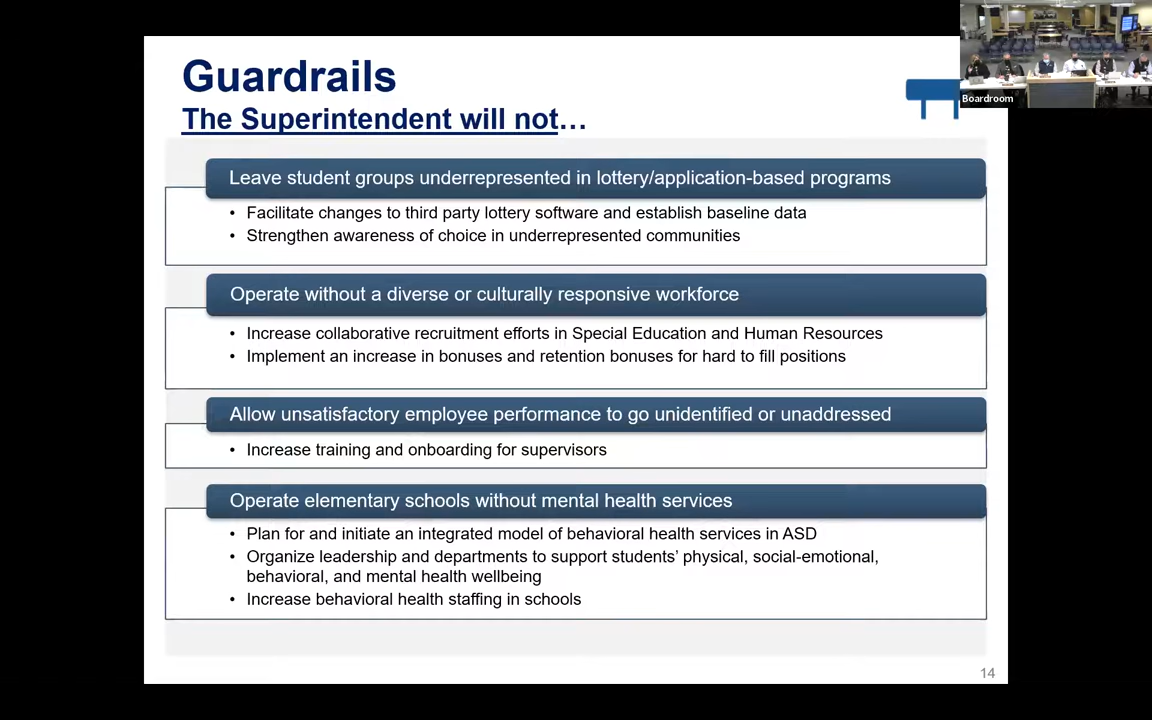 Guardrails
The Superintendent will not…
Boardroom
Leave student groups underrepresented in lottery/application-based programs
• Facilitate changes to third party lottery software and establish baseline data
• Strengthen awareness of choice in underrepresented communities
Operate without a diverse or culturally responsive workforce
• Increase collaborative recruitment efforts in Special Education and Human Resources
• Implement an increase in bonuses and retention bonuses for hard to fill positions
Allow unsatisfactory employee performance to go unidentified or unaddressed
• Increase training and onboarding for supervisors
Operate elementary schools without mental health services
• Plan for and initiate an integrated model of behavioral health services in ASD
• Organize leadership and departments to support students’ physical, social-emotional,
behavioral, and mental health wellbeing
• Increase behavioral health staffing in schools
14